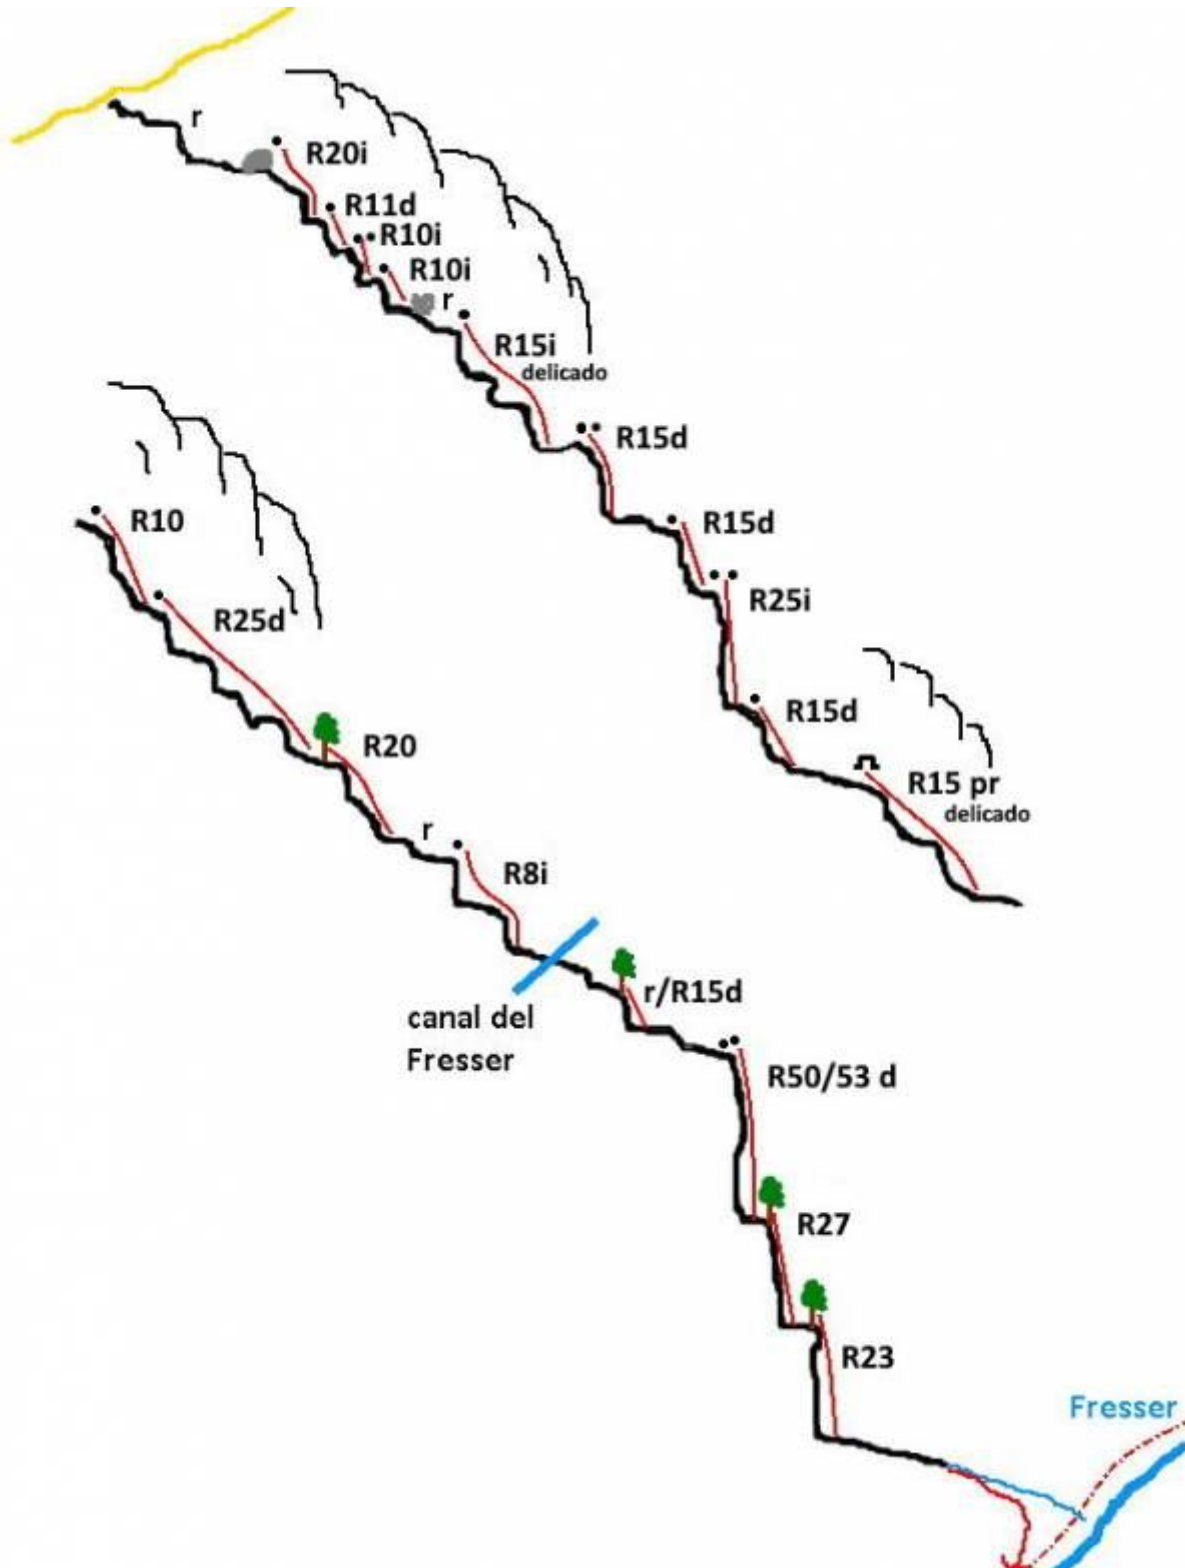 r
R20i
R11d
R10i
R10i
r
R15i
delicado
R15d
R15d
R25i
R15d
R15 pr
delicado
R10
R25d
R20
r
R8i
canal del
Fresser
r/R15d
R50/53 d
R27
R23
Fresser